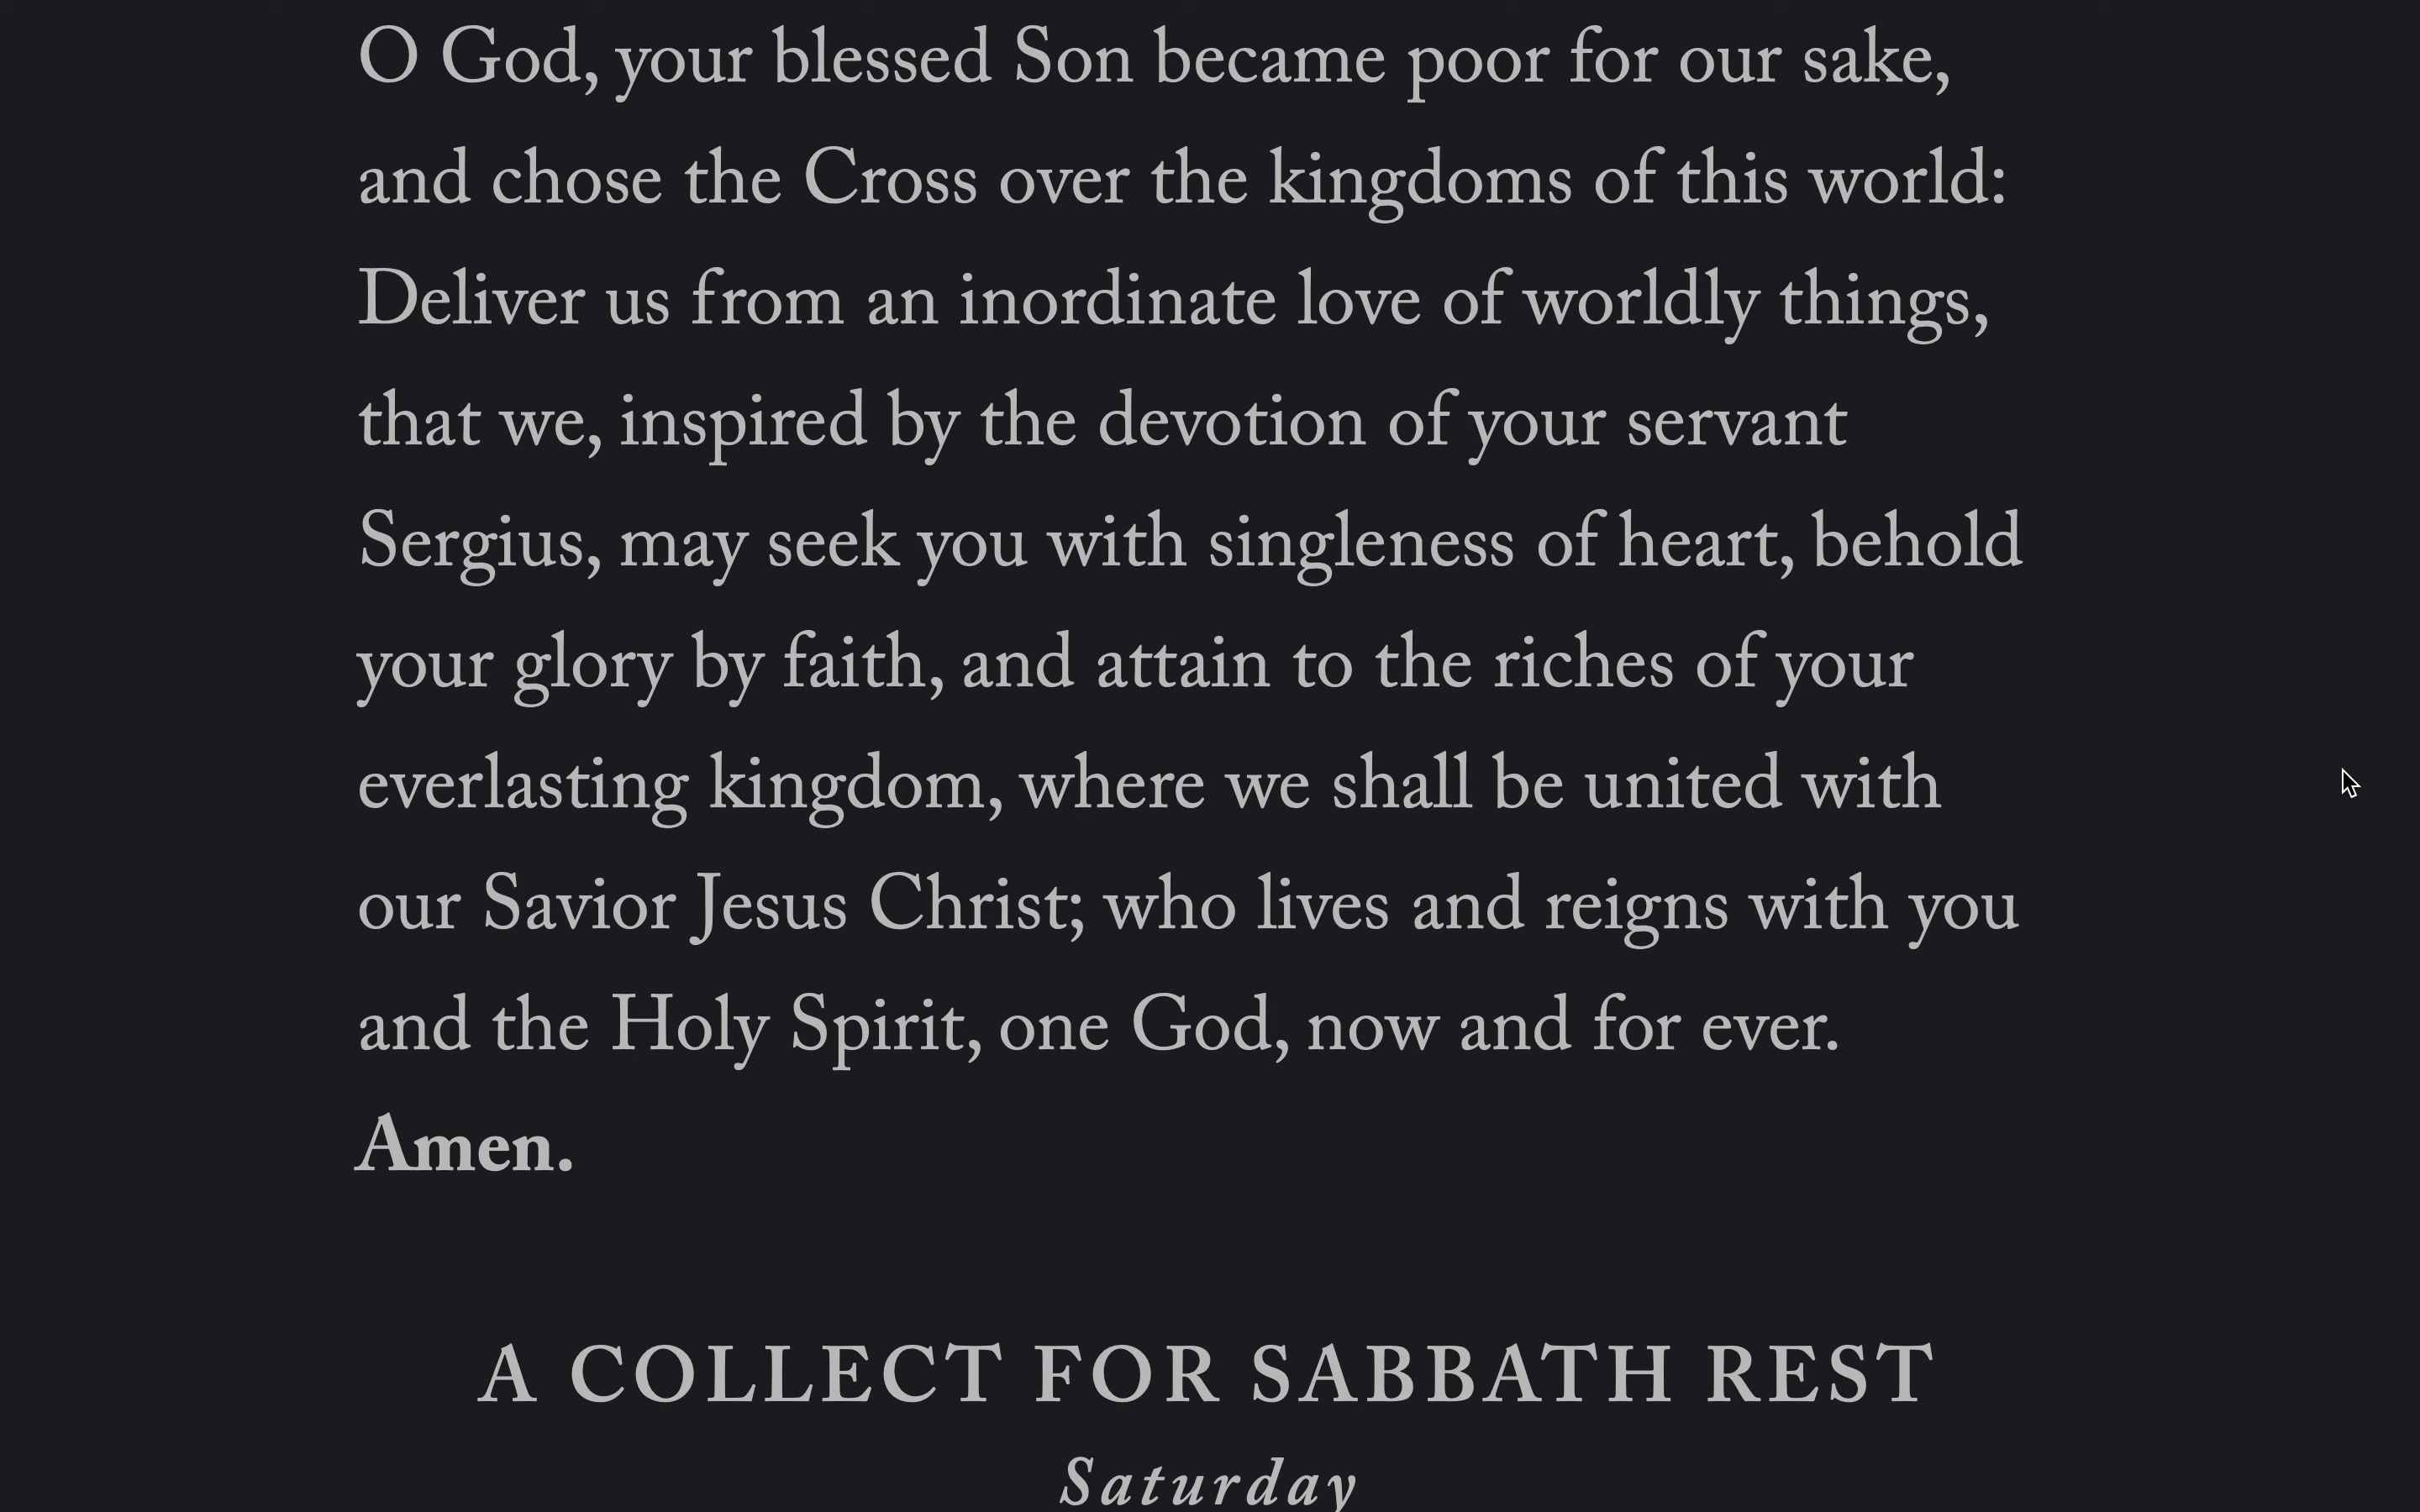 O God, your blessed Son became poor for our sake,
and chose the Cross over the kingdoms of this world:
Deliver us from an inordinate love of worldly things,
that we, inspired by the devotion of your servant
Sergius, may seek you with singleness of heart, behold
your glory by faith, and attain to the riches of your
everlasting kingdom, where we shall be united with
our Savior Jesus Christ; who lives and reigns with you
and the Holy Spirit, one God, now and for ever.
Amen.
A COLLECT FOR SABBATH REST
Saturday